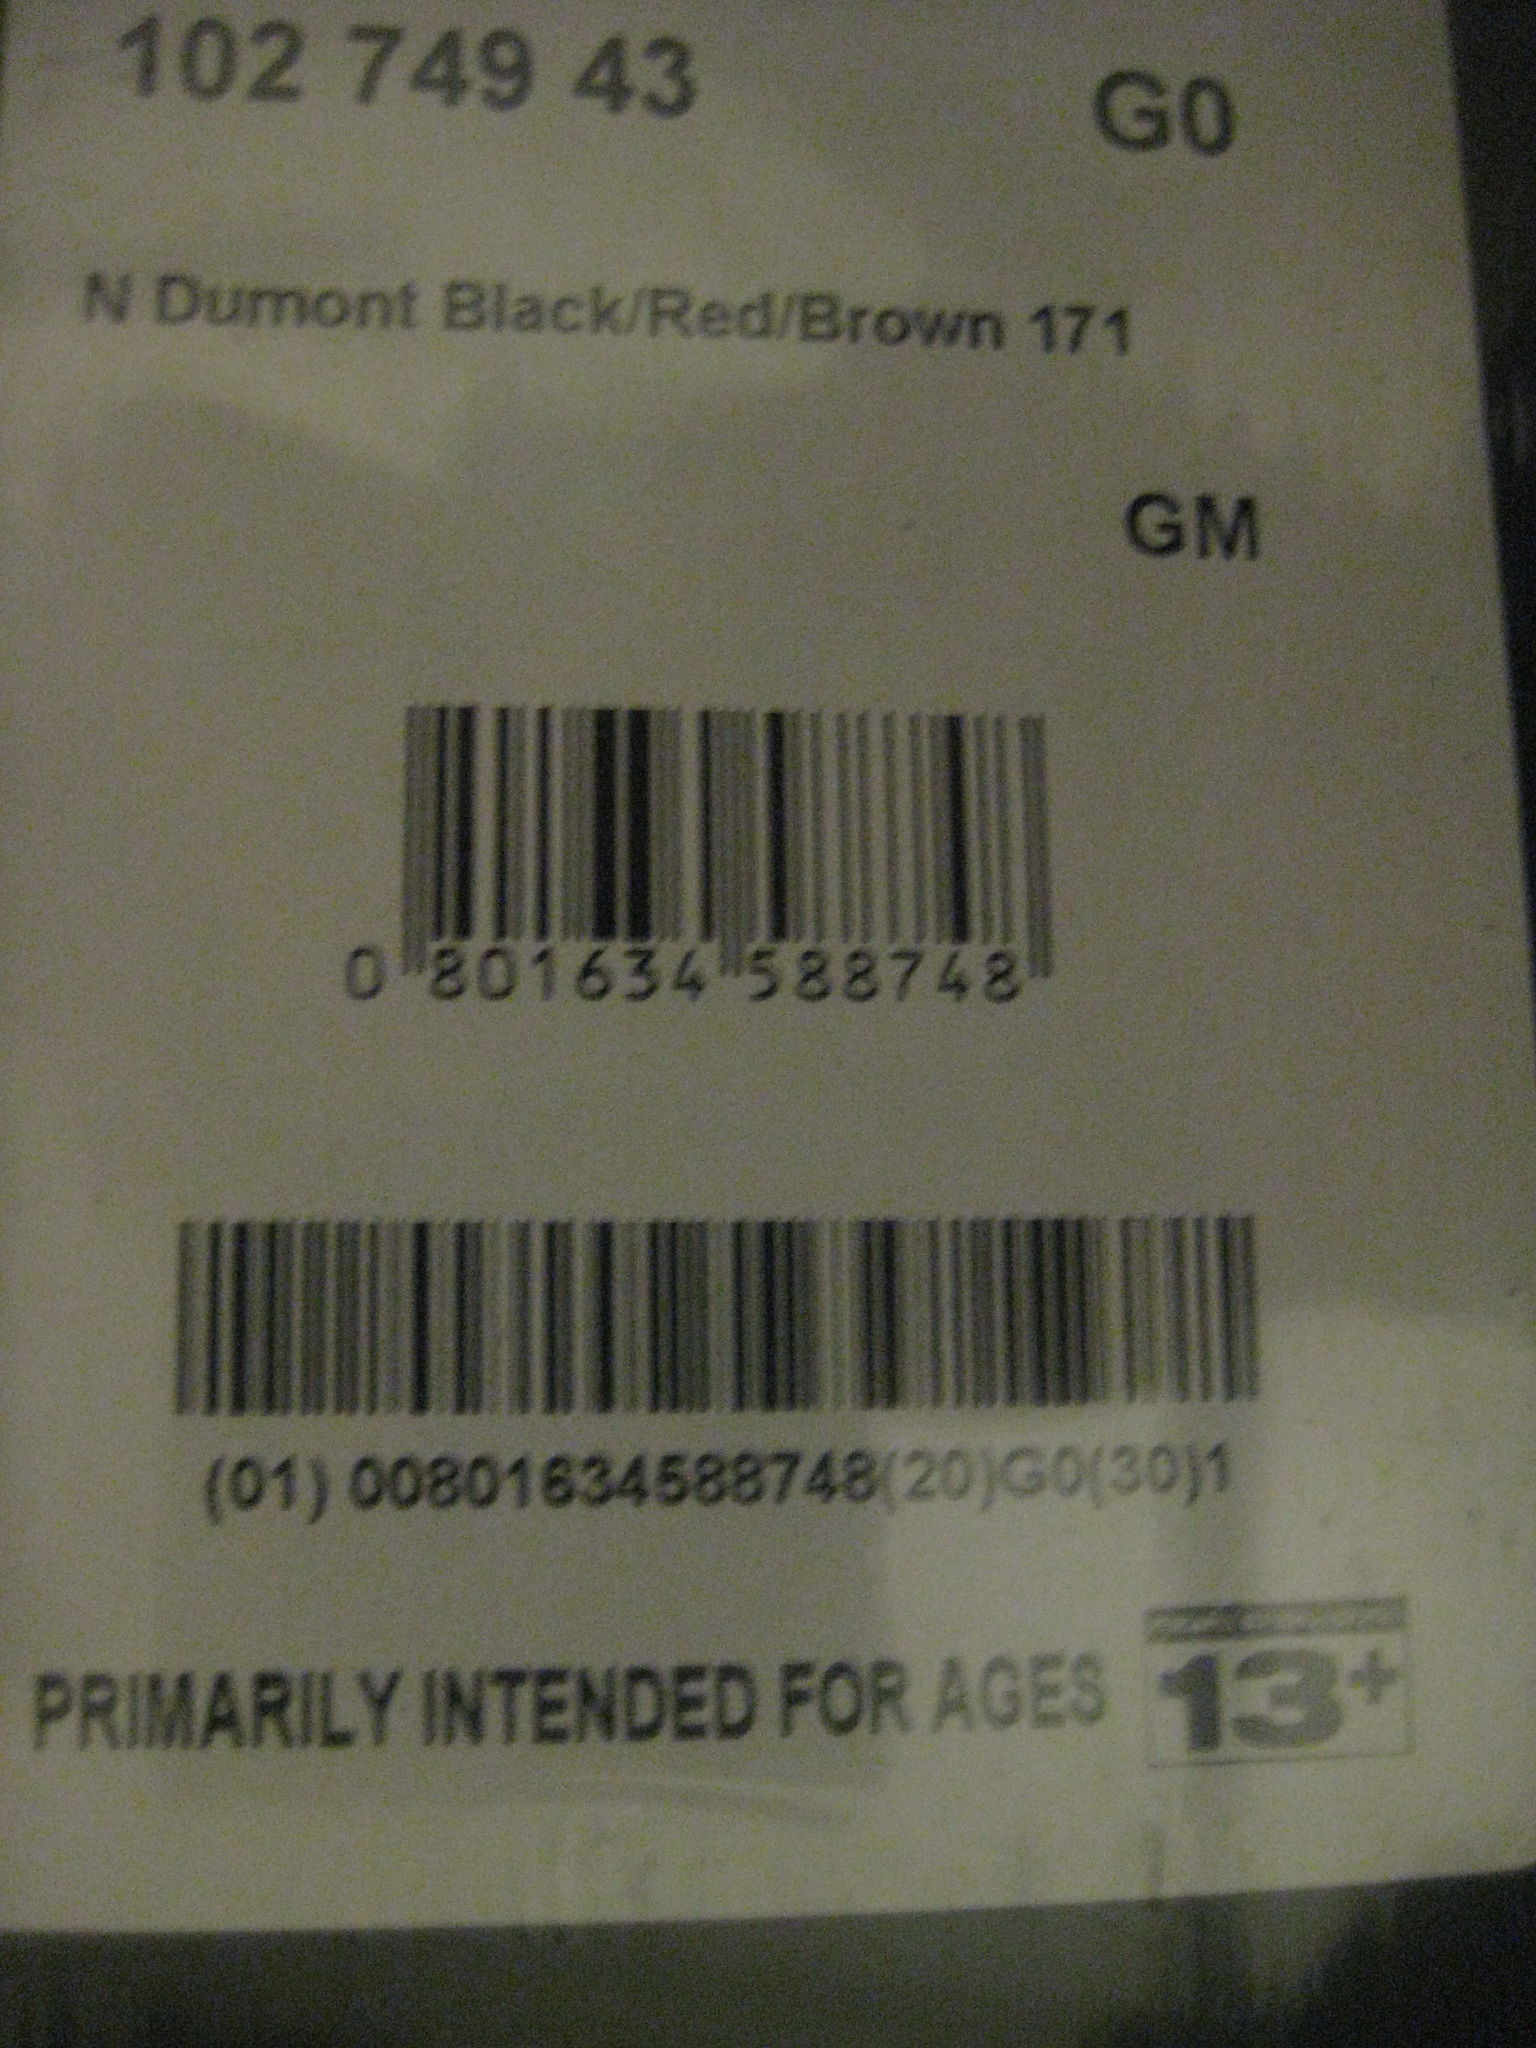 102 749 43 G0
N Dumont Black/Red/Brown 171
GM
0 801634 588748
(01) 00801634588748(20)G0(30)1
PRIMARILY INTENDED FOR AGES 13+